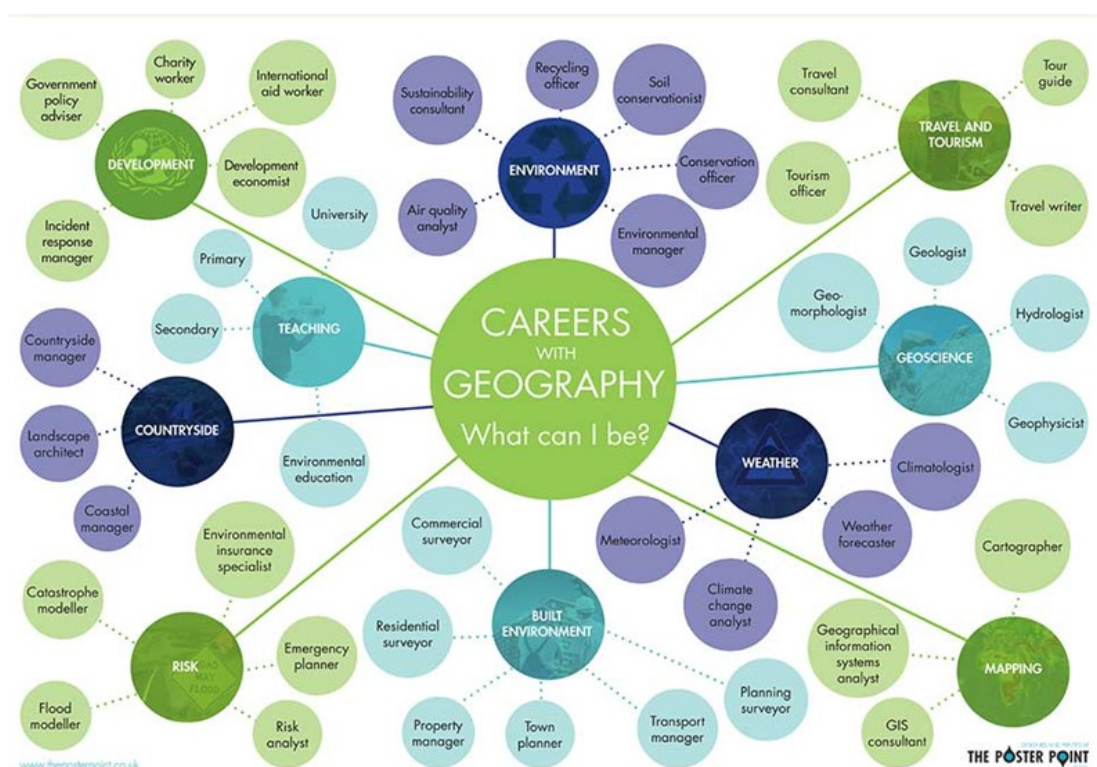 CAREERS
WITH
GEOGRAPHY
What can I be?
DEVELOPMENT
Government
policy
adviser
Charity
worker
International
aid worker
Development
economist
Incident
response
manager
TEACHING
University
Primary
Secondary
Environmental
education
ENVIRONMENT
Sustainability
consultant
Recycling
officer
Soil
conservationist
Conservation
officer
Environmental
manager
Air quality
analyst
TRAVEL AND
TOURISM
Travel
consultant
Tour
guide
Tourism
officer
Travel writer
GEOSCIENCE
Geologist
Geo-
morphologist
Hydrologist
Geophysicist
COUNTRYSIDE
Countryside
manager
Landscape
architect
Coastal
manager
WEATHER
Climatologist
Weather
forecaster
Climate
change
analyst
Meteorologist
RISK
Environmental
insurance
specialist
Catastrophe
modeller
Emergency
planner
Flood
modeller
Risk
analyst
BUILT
ENVIRONMENT
Commercial
surveyor
Residential
surveyor
Property
manager
Town
planner
Transport
manager
Planning
surveyor
MAPPING
Cartographer
Geographical
information
systems
analyst
GIS
consultant
www.theposterpoint.co.uk
THE POSTER POINT